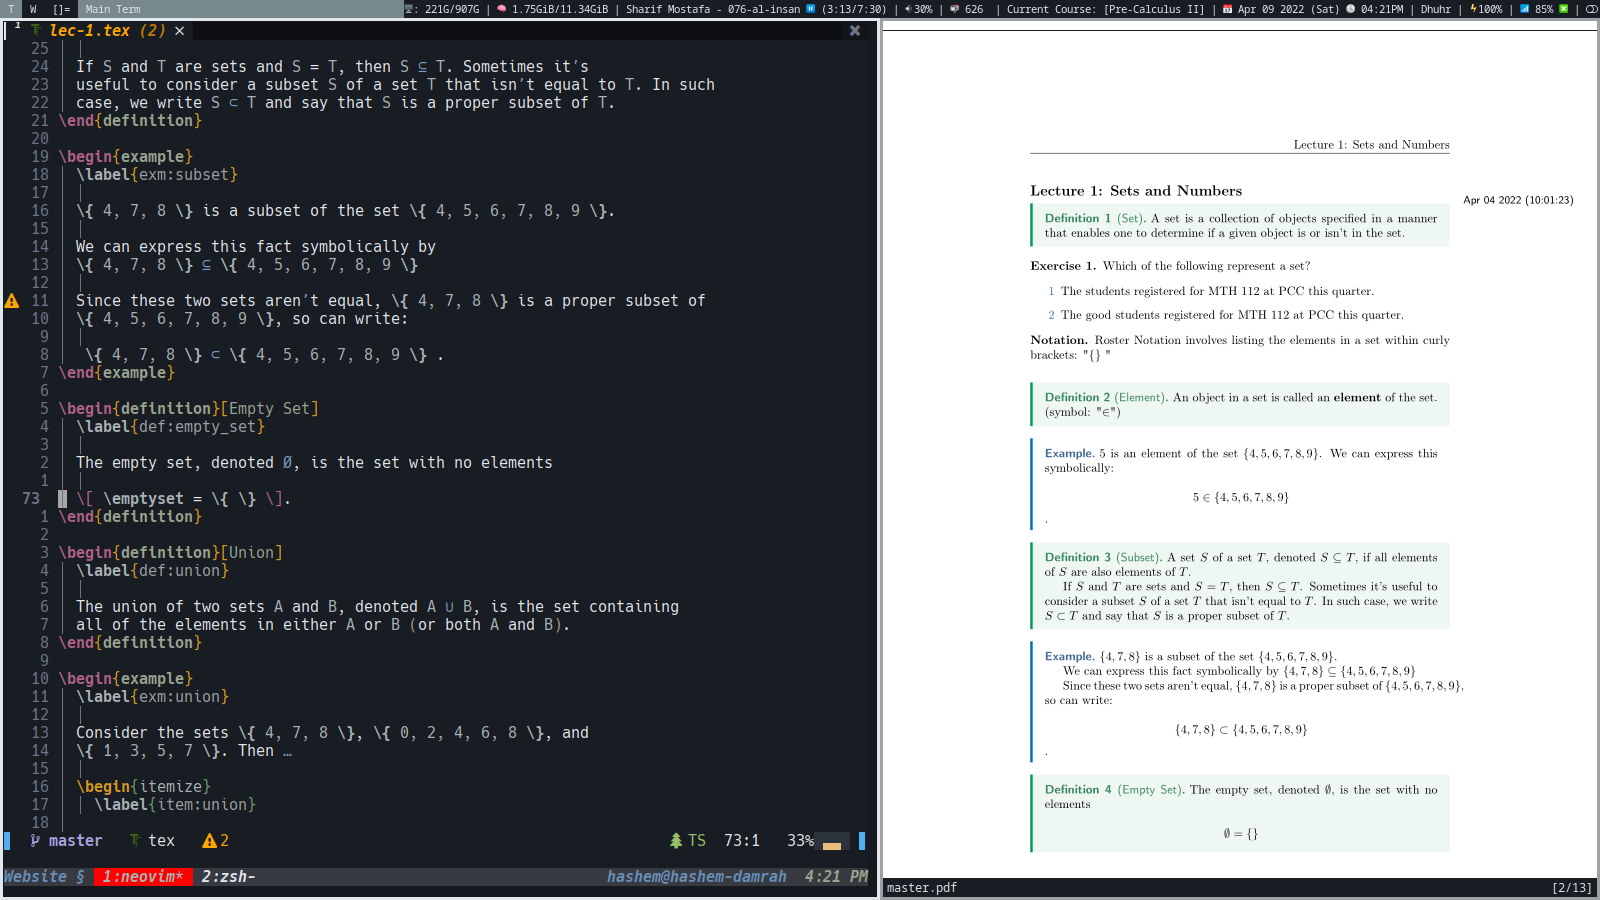 T W []= Main Term : 221G/907G | 1.75GiB/11.34GiB | Sharif Mostafa - 076-al-insan (3:13/7:30) | 30% | 626 | Current Course: [Pre-Calculus II] | Apr 09 2022 (Sat) 04:21PM | Dhuhr | 100% | 85% |
1 lec-1.tex (2) ×
25
24 If S and T are sets and S = T, then S ⊆ T. Sometimes it's
23 useful to consider a subset S of a set T that isn't equal to T. In such
22 case, we write S ⊂ T and say that S is a proper subset of T.
21 \end{definition}
20
19 \begin{example}
18 \label{exm:subset}
17
16 \{ 4, 7, 8 \} is a subset of the set \{ 4, 5, 6, 7, 8, 9 \}.
15
14 We can express this fact symbolically by
13 \{ 4, 7, 8 \} ⊆ \{ 4, 5, 6, 7, 8, 9 \}
12
11 Since these two sets aren't equal, \{ 4, 7, 8 \} is a proper subset of
10 \{ 4, 5, 6, 7, 8, 9 \}, so can write:
9
8 \{ 4, 7, 8 \} ⊂ \{ 4, 5, 6, 7, 8, 9 \} .
7 \end{example}
6
5 \begin{definition}[Empty Set]
4 \label{def:empty_set}
3
2 The empty set, denoted Ø, is the set with no elements
1
73 \[ \emptyset = \{ \} \].
1 \end{definition}
2
3 \begin{definition}[Union]
4 \label{def:union}
5
6 The union of two sets A and B, denoted A ∪ B, is the set containing
7 all of the elements in either A or B (or both A and B).
8 \end{definition}
9
10 \begin{example}
11 \label{exm:union}
12
13 Consider the sets \{ 4, 7, 8 \}, \{ 0, 2, 4, 6, 8 \}, and
14 \{ 1, 3, 5, 7 \}. Then …
15
16 \begin{itemize}
17 \label{item:union}
18
master tex 2 TS 73:1 33%
Website § 1:neovim* 2:zsh- hashem@hashem-damrah 4:21 PM
Lecture 1: Sets and Numbers
Lecture 1: Sets and Numbers
Apr 04 2022 (10:01:23)
Definition 1 (Set). A set is a collection of objects specified in a manner
that enables one to determine if a given object is or isn't in the set.
Exercise 1. Which of the following represent a set?
1 The students registered for MTH 112 at PCC this quarter.
2 The good students registered for MTH 112 at PCC this quarter.
Notation. Roster Notation involves listing the elements in a set within curly
brackets: "{} "
Definition 2 (Element). An object in a set is called an element of the set.
(symbol: "∈")
Example. 5 is an element of the set {4, 5, 6, 7, 8, 9}. We can express this
symbolically:
5 ∈ {4, 5, 6, 7, 8, 9}
.
Definition 3 (Subset). A set S of a set T, denoted S ⊆ T, if all elements
of S are also elements of T.
If S and T are sets and S = T, then S ⊆ T. Sometimes it's useful to
consider a subset S of a set T that isn't equal to T. In such case, we write
S ⊂ T and say that S is a proper subset of T.
Example. {4, 7, 8} is a subset of the set {4, 5, 6, 7, 8, 9}.
We can express this fact symbolically by {4, 7, 8} ⊆ {4, 5, 6, 7, 8, 9}
Since these two sets aren't equal, {4, 7, 8} is a proper subset of {4, 5, 6, 7, 8, 9},
so can write:
{4, 7, 8} ⊂ {4, 5, 6, 7, 8, 9}
.
Definition 4 (Empty Set). The empty set, denoted ∅, is the set with no
elements
∅ = {}
master.pdf [2/13]